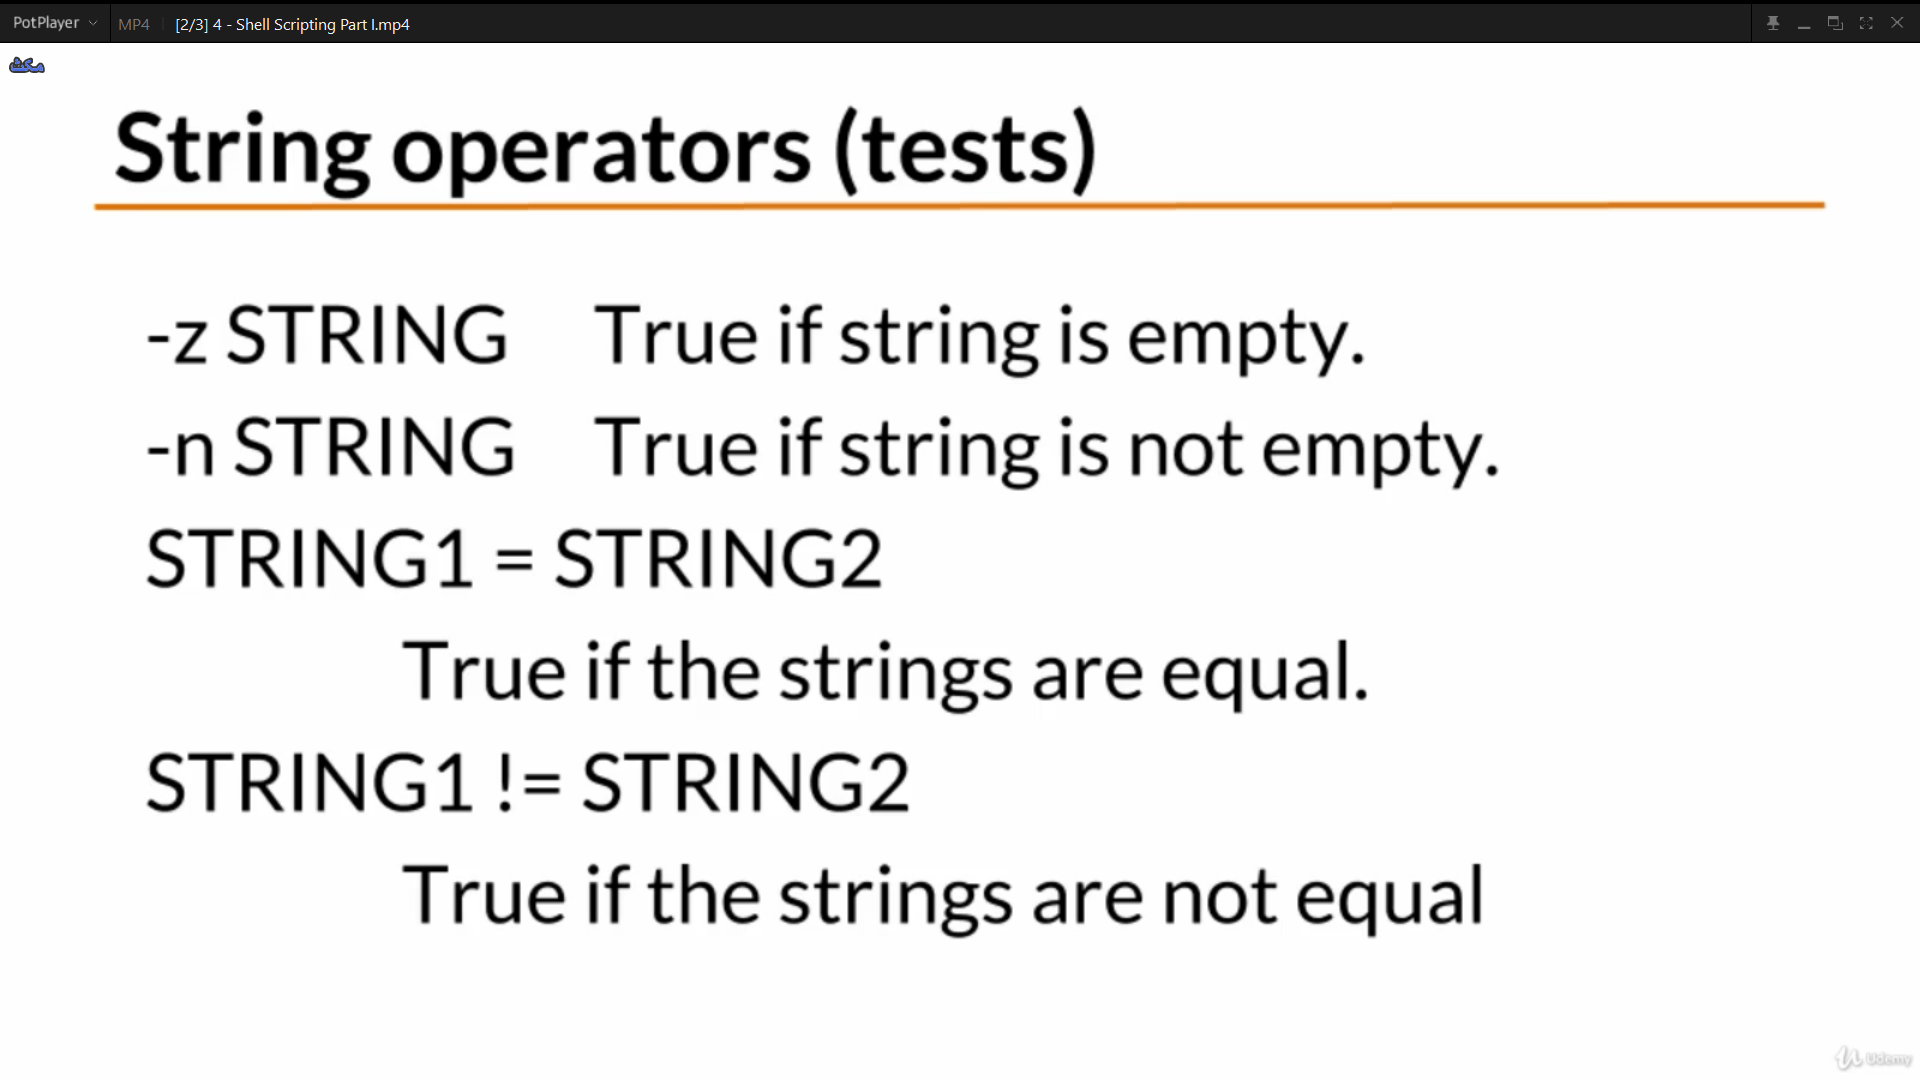 PotPlayer MP4 [2/3] 4 - Shell Scripting Part I.mp4
String operators (tests)
-z STRING True if string is empty.
-n STRING True if string is not empty.
STRING1 = STRING2
True if the strings are equal.
STRING1 != STRING2
True if the strings are not equal
Udemy